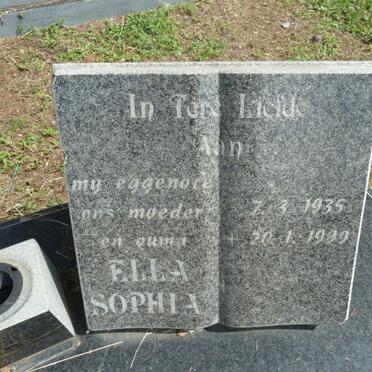 In Tere Liefde
Aan
my eggenote
ons moeder
en ouma
ELLA
SOPHIA
* 7. 3. 1935
+ 20. 1. 1999